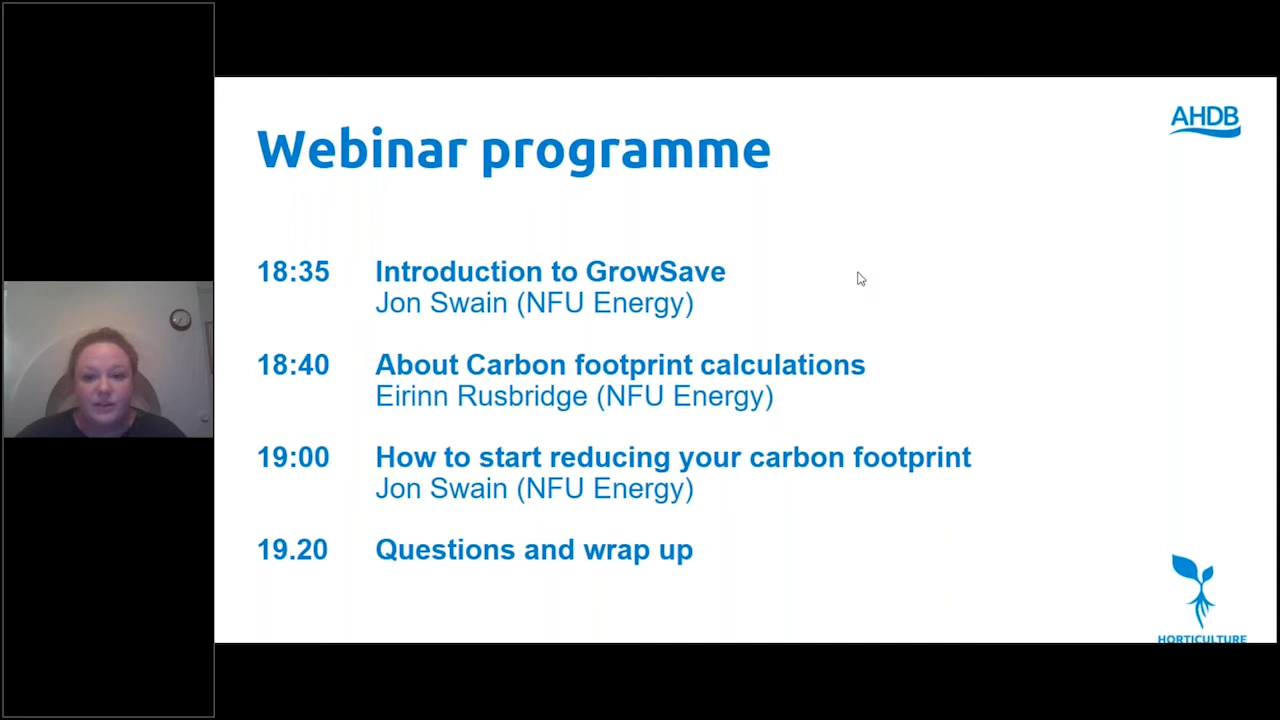 AHDB
Webinar programme
18:35 Introduction to GrowSave
Jon Swain (NFU Energy)
18:40 About Carbon footprint calculations
Eirinn Rusbridge (NFU Energy)
19:00 How to start reducing your carbon footprint
Jon Swain (NFU Energy)
19.20 Questions and wrap up
HORTICULTURE